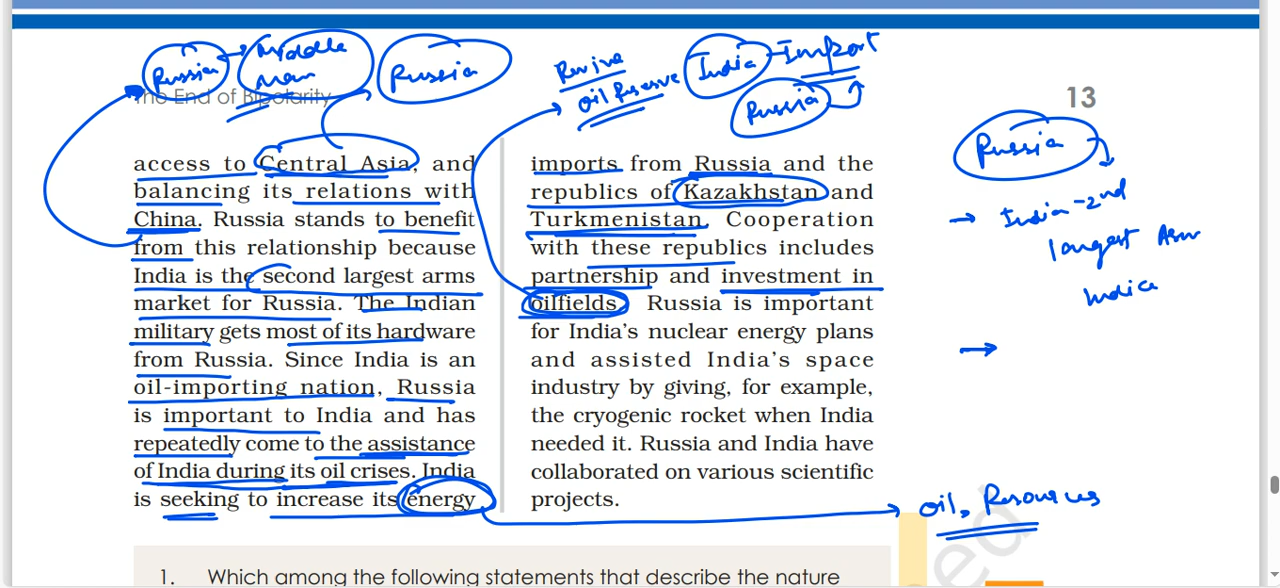 Russia → Middle Man
Russia
Revive
oil Reserve
India - Import
Russia
The End of Bipolarity
13
access to Central Asia, and
balancing its relations with
China. Russia stands to benefit
from this relationship because
India is the second largest arms
market for Russia. The Indian
military gets most of its hardware
from Russia. Since India is an
oil-importing nation, Russia
is important to India and has
repeatedly come to the assistance
of India during its oil crises. India
is seeking to increase its energy
imports from Russia and the
republics of Kazakhstan and
Turkmenistan. Cooperation
with these republics includes
partnership and investment in
oilfields. Russia is important
for India's nuclear energy plans
and assisted India's space
industry by giving, for example,
the cryogenic rocket when India
needed it. Russia and India have
collaborated on various scientific
projects.
Russia
→ India - 2nd
longest Arm
India
→
oil, Resources
1. Which among the following statements that describe the nature